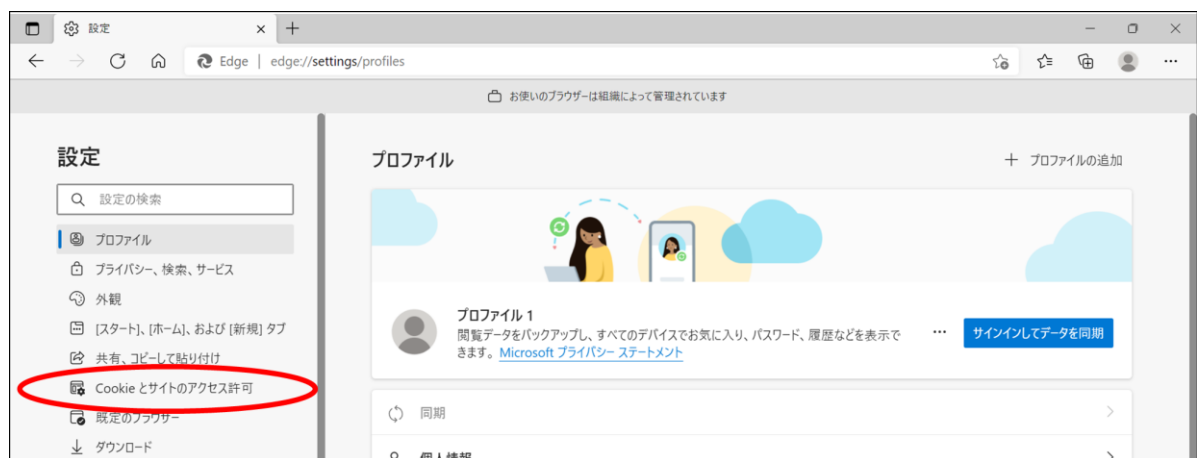 設定
Edge | edge://settings/profiles
お使いのブラウザーは組織によって管理されています
設定
設定の検索
プロファイル
プライバシー、検索、サービス
外観
[スタート]、[ホーム]、および [新規] タブ
共有、コピーして貼り付け
Cookie とサイトのアクセス許可
既定のブラウザー
ダウンロード
プロファイル
プロファイルの追加
プロファイル 1
閲覧データをバックアップし、すべてのデバイスでお気に入り、パスワード、履歴などを表示で
きます。Microsoft プライバシー ステートメント
サインインしてデータを同期
同期
個人情報